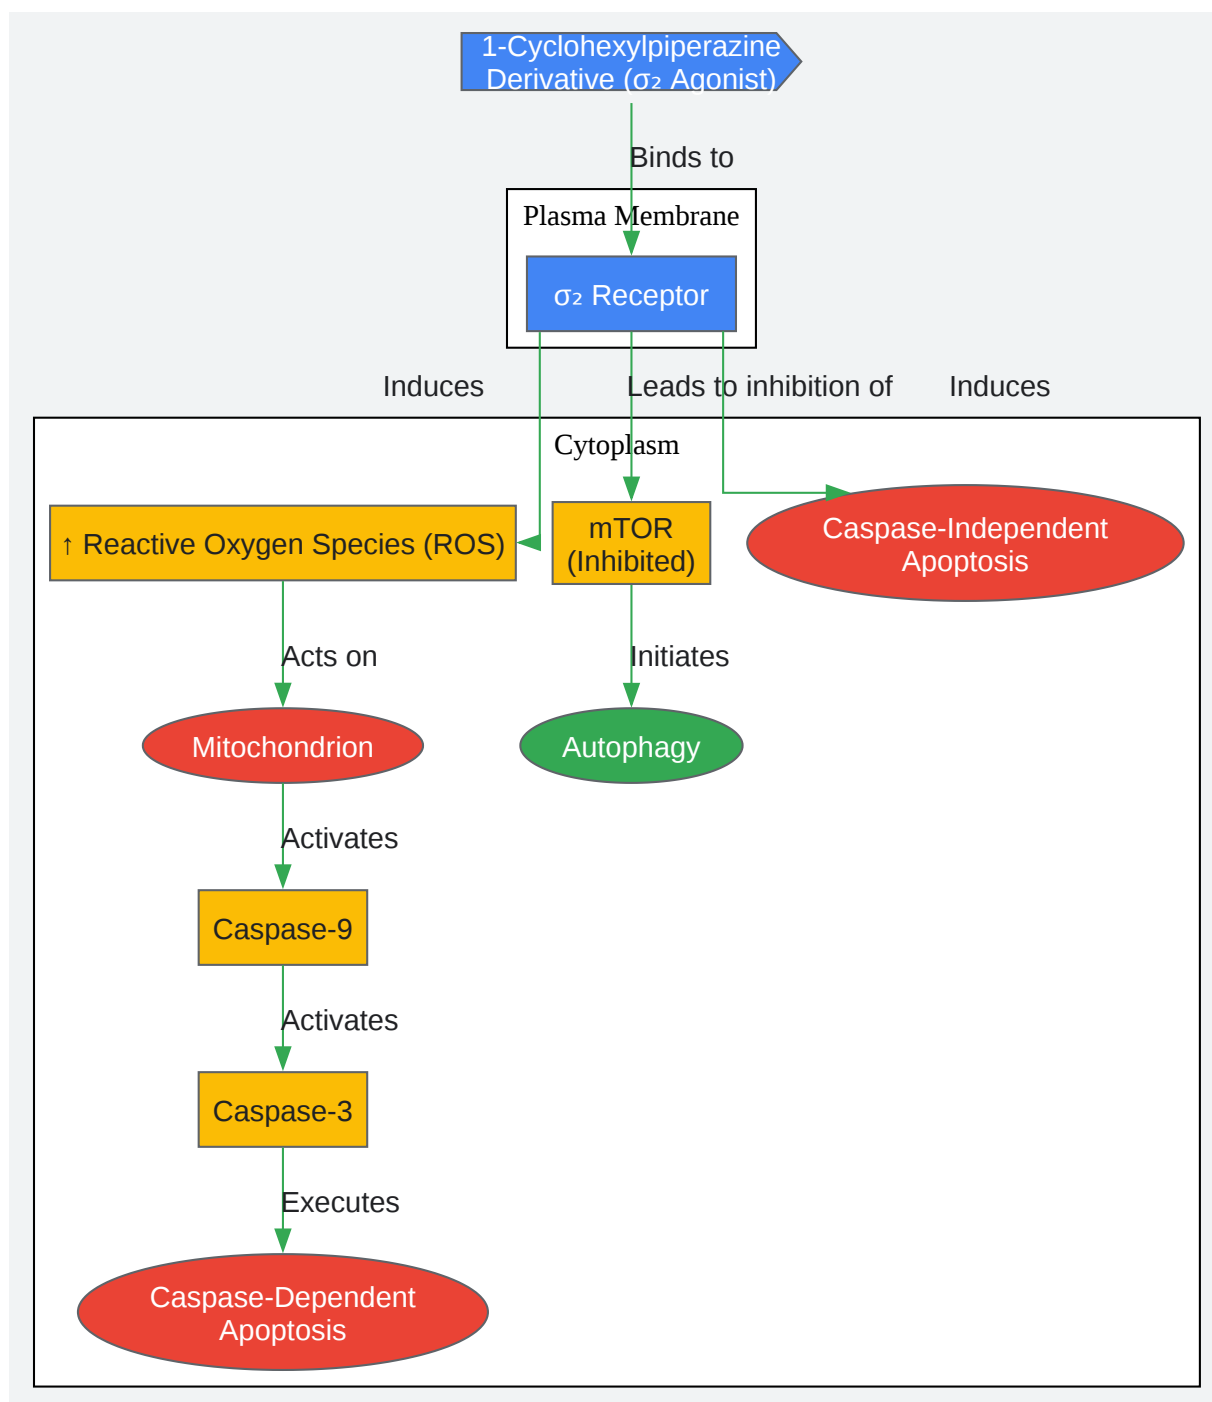 1-Cyclohexylpiperazine
Derivative (σ₂ Agonist)
Binds to
Plasma Membrane
σ₂ Receptor
Induces
Leads to inhibition of
Induces
Cytoplasm
↑ Reactive Oxygen Species (ROS)
mTOR
(Inhibited)
Caspase-Independent
Apoptosis
Acts on
Initiates
Mitochondrion
Autophagy
Activates
Caspase-9
Activates
Caspase-3
Executes
Caspase-Dependent
Apoptosis